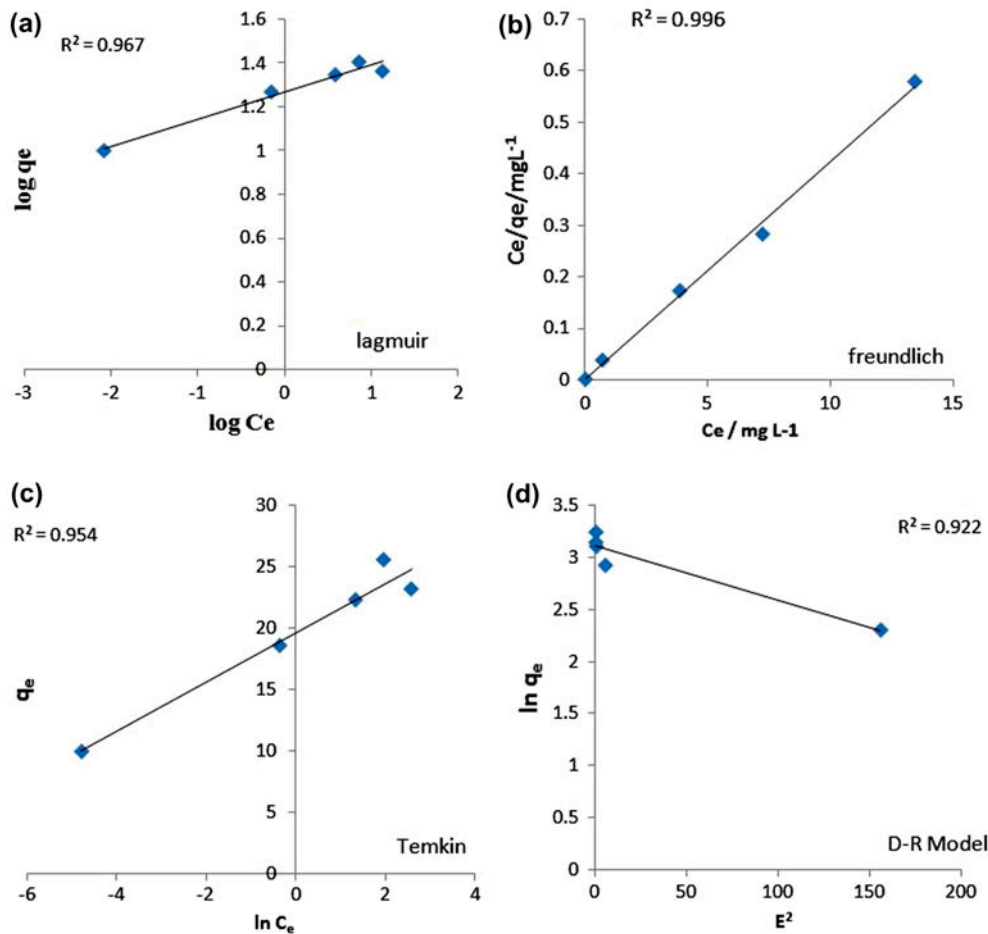 (a)
R² = 0.967
1.6
1.4
1.2
1
0.8
0.6
0.4
0.2
0
log qe
lagmuir
-3 -2 -1 0 1 2
log Ce
(b)
R² = 0.996
0.7
0.6
0.5
0.4
0.3
0.2
0.1
0
Ce/qe/mgL⁻¹
freundlich
0 5 10 15
Ce / mg L-1
(c)
R² = 0.954
30
25
20
15
10
5
0
qₑ
Temkin
-6 -4 -2 0 2 4
ln Cₑ
(d)
R² = 0.922
3.5
3
2.5
2
1.5
1
0.5
0
ln qₑ
D-R Model
0 50 100 150 200
E²